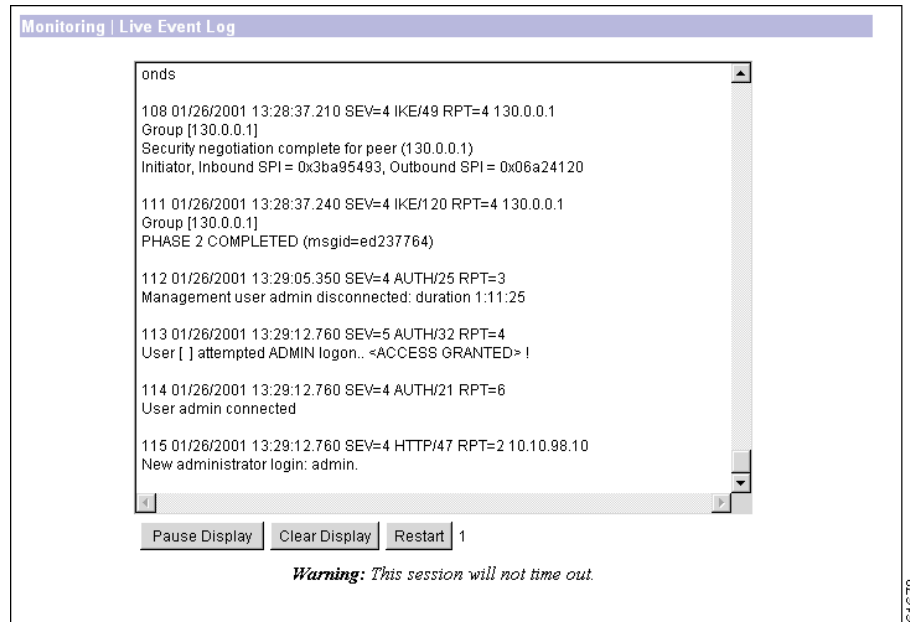 Monitoring | Live Event Log
onds
108 01/26/2001 13:28:37.210 SEV=4 IKE/49 RPT=4 130.0.0.1
Group [130.0.0.1]
Security negotiation complete for peer (130.0.0.1)
Initiator, Inbound SPI = 0x3ba95493, Outbound SPI = 0x06a24120
111 01/26/2001 13:28:37.240 SEV=4 IKE/120 RPT=4 130.0.0.1
Group [130.0.0.1]
PHASE 2 COMPLETED (msgid=ed237764)
112 01/26/2001 13:29:05.350 SEV=4 AUTH/25 RPT=3
Management user admin disconnected: duration 1:11:25
113 01/26/2001 13:29:12.760 SEV=5 AUTH/32 RPT=4
User [ ] attempted ADMIN logon.. <ACCESS GRANTED> !
114 01/26/2001 13:29:12.760 SEV=4 AUTH/21 RPT=6
User admin connected
115 01/26/2001 13:29:12.760 SEV=4 HTTP/47 RPT=2 10.10.98.10
New administrator login: admin.
Pause Display Clear Display Restart 1
Warning: This session will not time out.